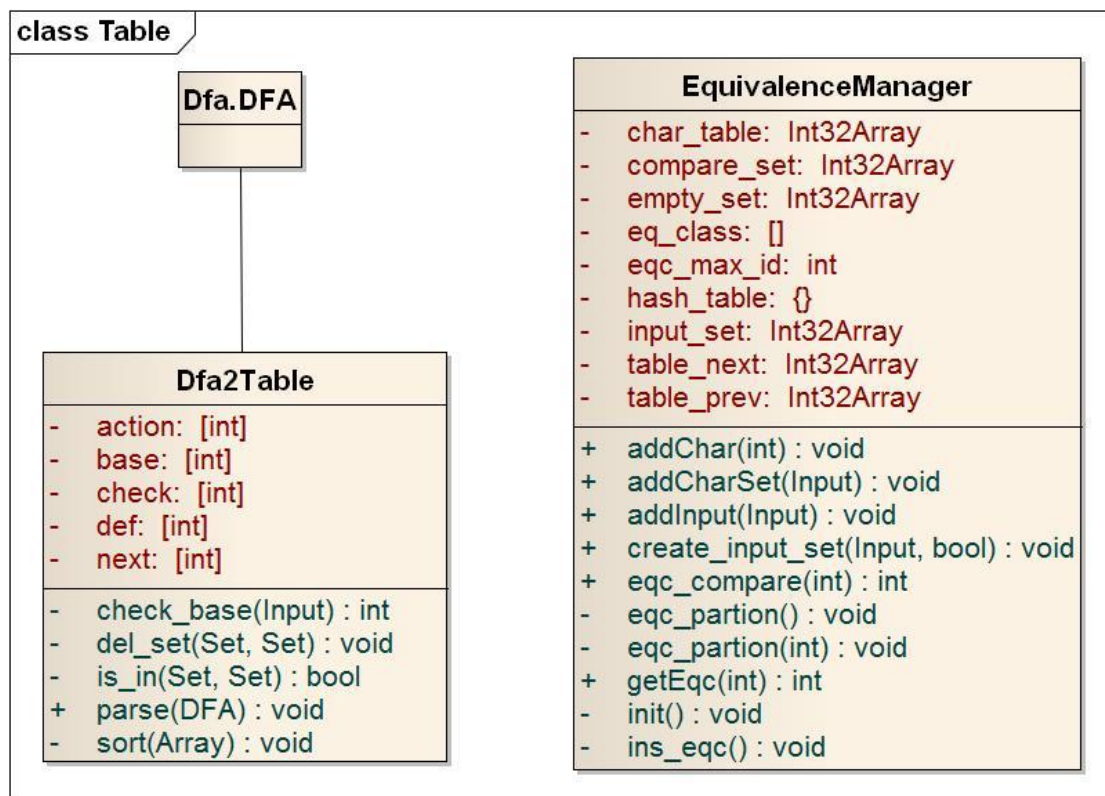 class Table
Dfa.DFA
Dfa2Table
- action: [int]
- base: [int]
- check: [int]
- def: [int]
- next: [int]
- check_base(Input) : int
- del_set(Set, Set) : void
- is_in(Set, Set) : bool
+ parse(DFA) : void
- sort(Array) : void
EquivalenceManager
- char_table: Int32Array
- compare_set: Int32Array
- empty_set: Int32Array
- eq_class: []
- eqc_max_id: int
- hash_table: {}
- input_set: Int32Array
- table_next: Int32Array
- table_prev: Int32Array
+ addChar(int) : void
+ addCharSet(Input) : void
+ addInput(Input) : void
+ create_input_set(Input, bool) : void
+ eqc_compare(int) : int
- eqc_partion() : void
- eqc_partion(int) : void
+ getEqc(int) : int
- init() : void
- ins_eqc() : void